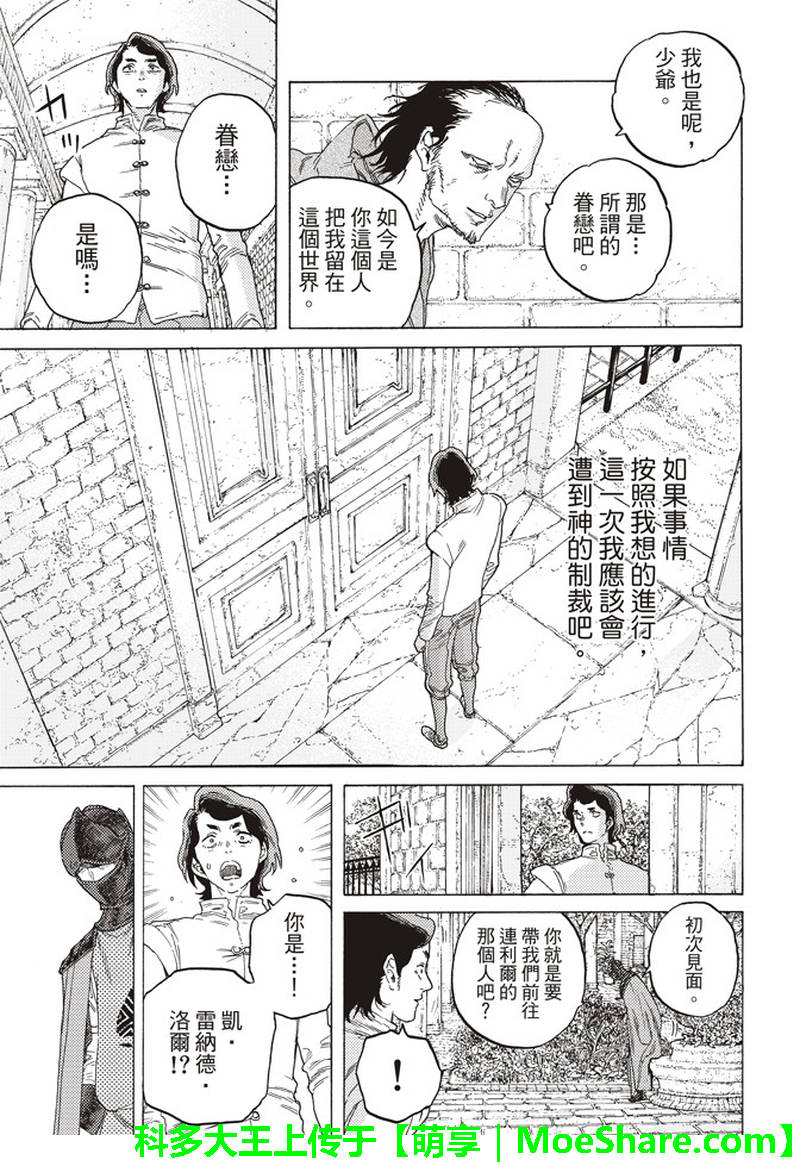 我也是呢，
少爺。
那是…
所謂的
眷戀吧。
如今是
你這個人
把我留在
這個世界。
眷戀…
是嗎…
如果事情
按照我想的進行，
這一次我應該會
遭到神的制裁吧。
初次見面。
你就是要
帶我們前往
連利爾的
那個人吧?
！
你是…！
凱．
雷納德．
洛爾!?
科多大王上传于【萌享】MoeShare.com】